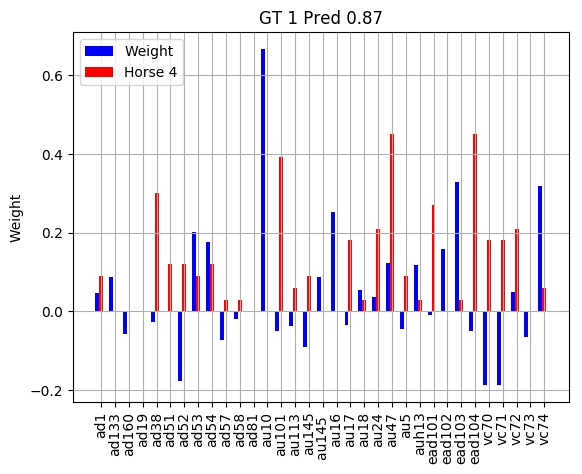 GT 1 Pred 0.87
Weight
Horse 4
Weight
0.6
0.4
0.2
0.0
−0.2
ad1
ad133
ad160
ad19
ad38
ad51
ad52
ad53
ad54
ad57
ad58
ad81
au10
au101
au113
au145
au145
au16
au17
au18
au24
au47
au5
auh13
ead101
ead102
ead103
ead104
vc70
vc71
vc72
vc73
vc74